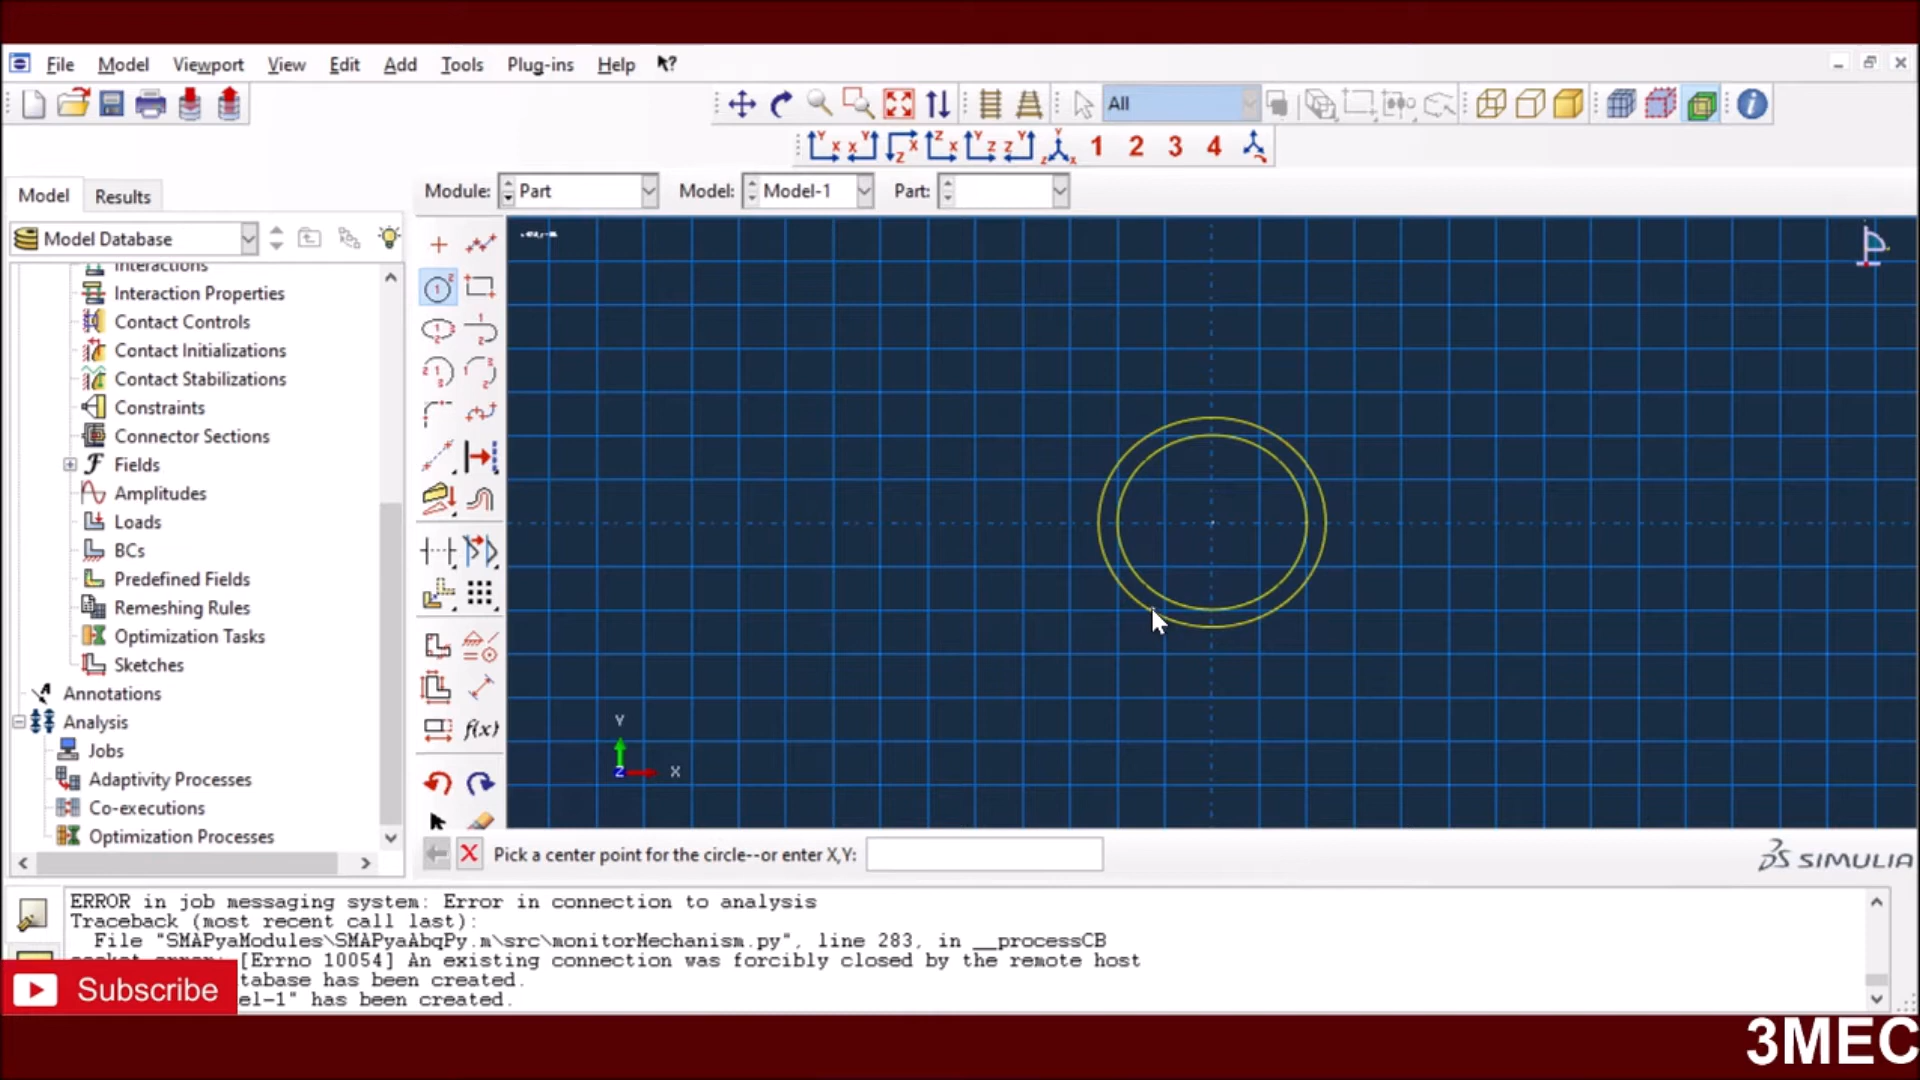 File Model Viewport View Edit Add Tools Plug-ins Help
All
1 2 3 4
Model Results
Module: Part Model: Model-1 Part:
Model Database
Interactions
Interaction Properties
Contact Controls
Contact Initializations
Contact Stabilizations
Constraints
Connector Sections
Fields
Amplitudes
Loads
BCs
Predefined Fields
Remeshing Rules
Optimization Tasks
Sketches
Annotations
Analysis
Jobs
Adaptivity Processes
Co-executions
Optimization Processes
f(x)
Y
Z X
Pick a center point for the circle--or enter X,Y:
SIMULIA
ERROR in job messaging system: Error in connection to analysis
Traceback (most recent call last):
File "SMAPyaModules\SMAPyaAbqPy.m\src\monitorMechanism.py", line 283, in __processCB
error: [Errno 10054] An existing connection was forcibly closed by the remote host
tabase has been created.
el-1" has been created.
Subscribe
3MEC